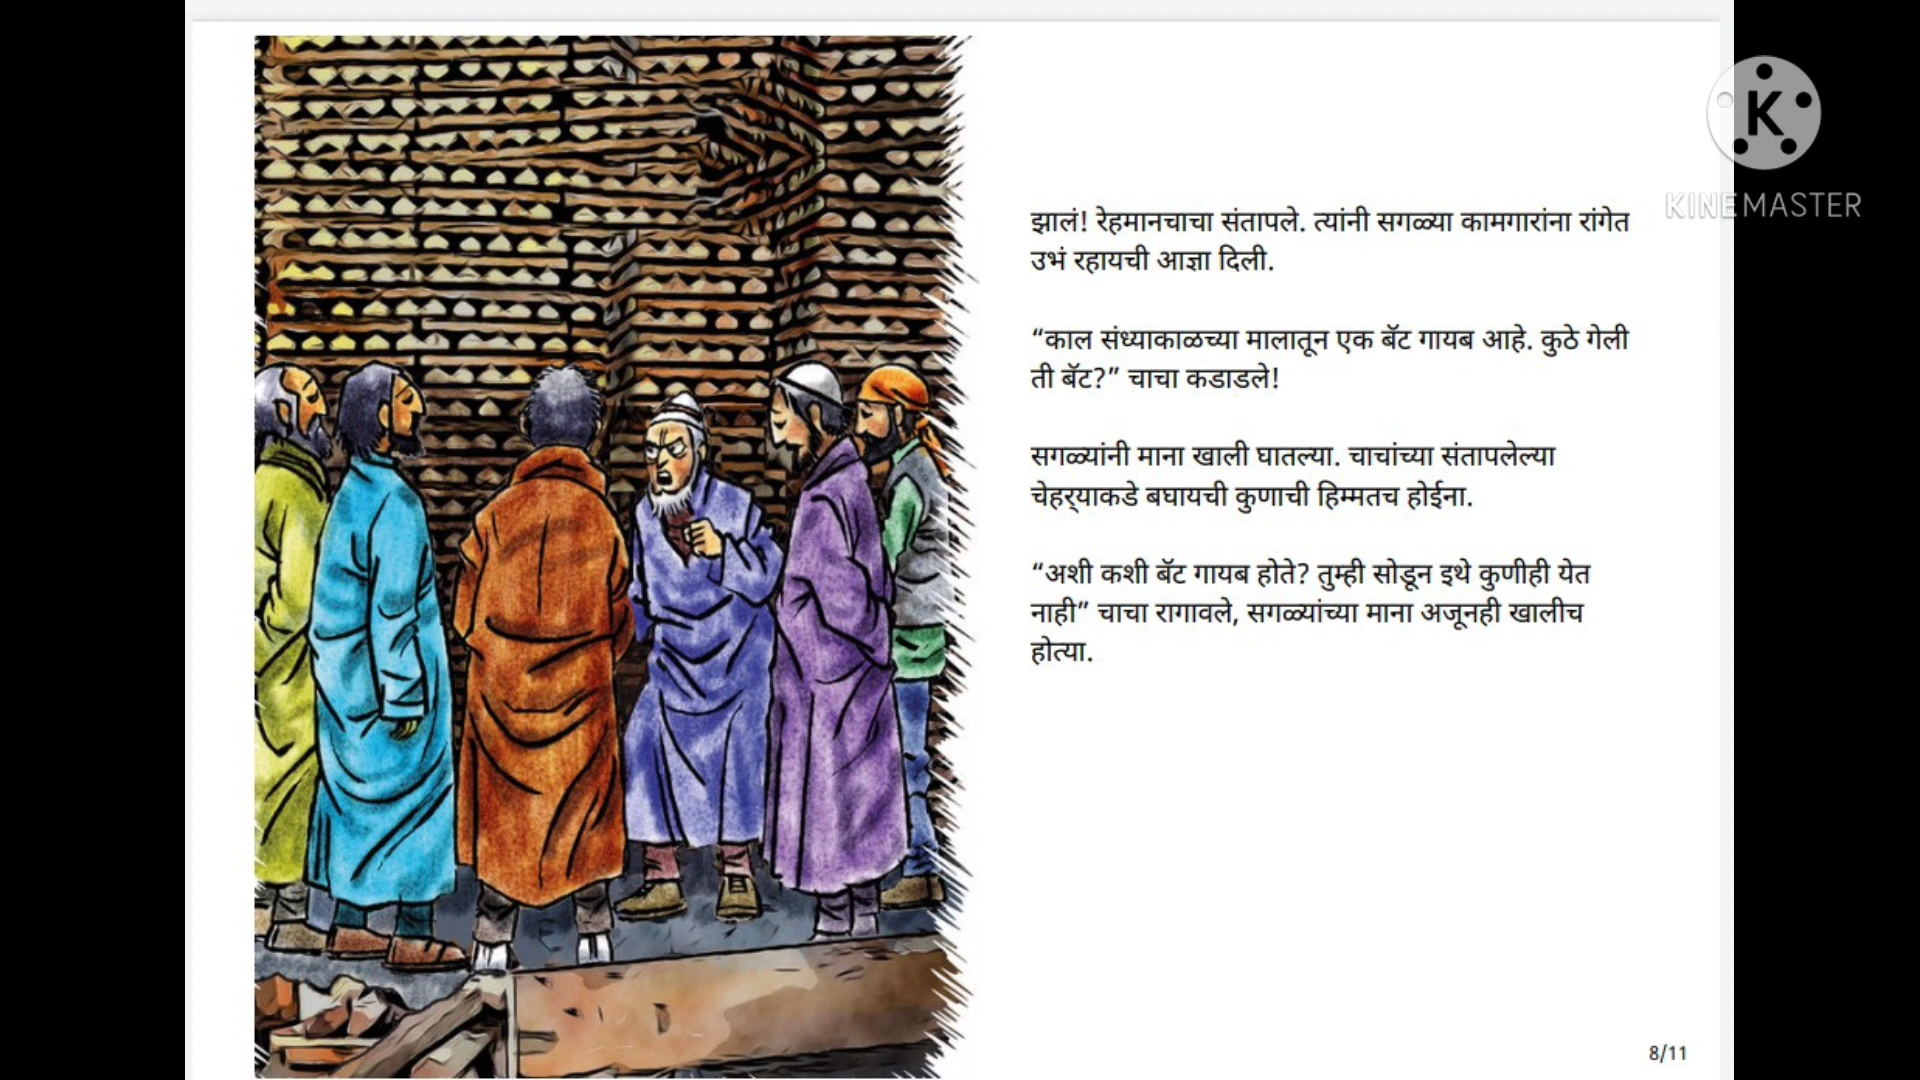 झालं! रेहमानचाचा संतापले. त्यांनी सगळ्या कामगारांना रांगेत
उभं रहायची आज्ञा दिली.
“काल संध्याकाळच्या मालातून एक बॅट गायब आहे. कुठे गेली
ती बॅट?” चाचा कडाडले!
सगळ्यांनी माना खाली घातल्या. चाचांच्या संतापलेल्या
चेहर्‍याकडे बघायची कुणाची हिम्मतच होईना.
“अशी कशी बॅट गायब होते? तुम्ही सोडून इथे कुणीही येत
नाही” चाचा रागावले, सगळ्यांच्या माना अजूनही खालीच
होत्या.
8/11
K
KINEMASTER